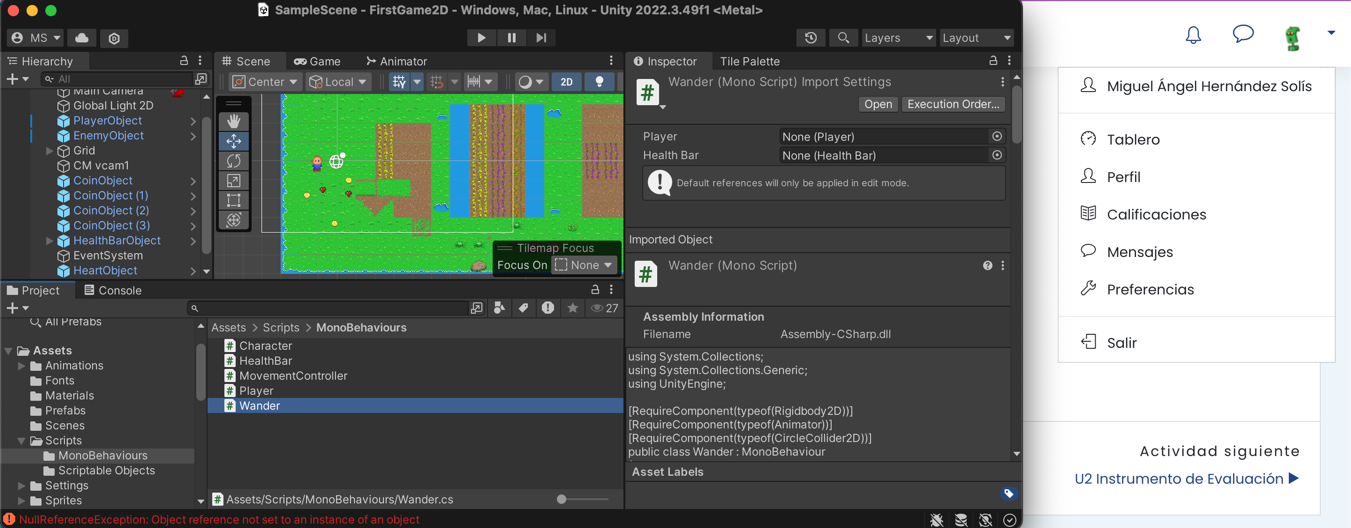 SampleScene - FirstGame2D - Windows, Mac, Linux - Unity 2022.3.49f1 <Metal>
MS
Layers
Layout
Hierarchy
All
Main Camera
Global Light 2D
PlayerObject
EnemyObject
Grid
CM vcam1
CoinObject
CoinObject (1)
CoinObject (2)
CoinObject (3)
HealthBarObject
EventSystem
HeartObject
Scene
Game
Animator
Center
Local
2D
Tilemap Focus
Focus On
None
Inspector
Tile Palette
Wander (Mono Script) Import Settings
Open
Execution Order...
Player
None (Player)
Health Bar
None (Health Bar)
Default references will only be applied in edit mode.
Imported Object
Wander (Mono Script)
Assembly Information
Filename
Assembly-CSharp.dll
using System.Collections;
using System.Collections.Generic;
using UnityEngine;
[RequireComponent(typeof(Rigidbody2D))]
[RequireComponent(typeof(Animator))]
[RequireComponent(typeof(CircleCollider2D))]
public class Wander : MonoBehaviour
Asset Labels
Project
Console
27
All Prefabs
Assets
Animations
Fonts
Materials
Prefabs
Scenes
Scripts
MonoBehaviours
Scriptable Objects
Settings
Sprites
Assets > Scripts > MonoBehaviours
Character
HealthBar
MovementController
Player
Wander
Assets/Scripts/MonoBehaviours/Wander.cs
NullReferenceException: Object reference not set to an instance of an object
Miguel Ángel Hernández Solís
Tablero
Perfil
Calificaciones
Mensajes
Preferencias
Salir
Actividad siguiente
U2 Instrumento de Evaluación ▶